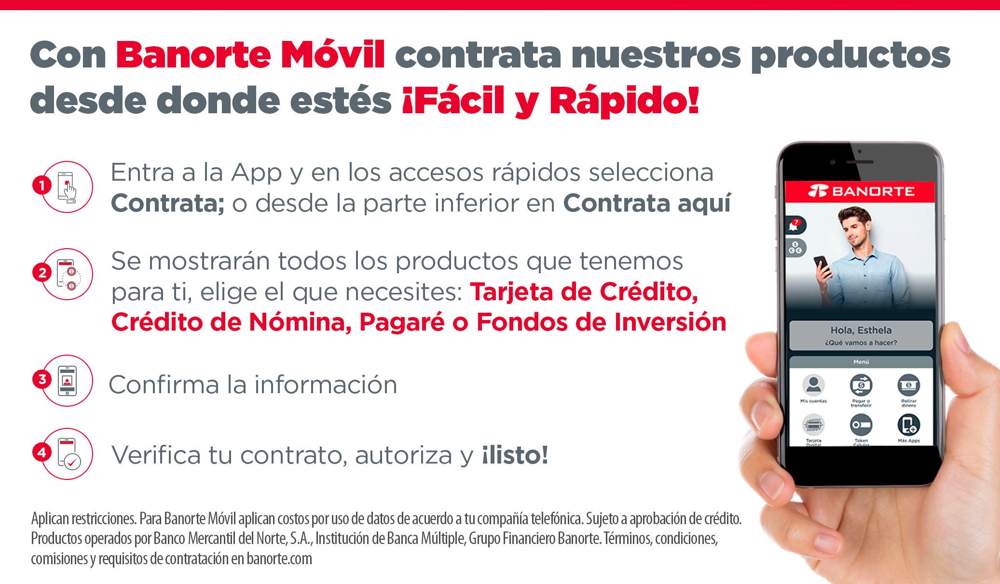 Con Banorte Móvil contrata nuestros productos
desde donde estés ¡Fácil y Rápido!
1
Entra a la App y en los accesos rápidos selecciona
Contrata; o desde la parte inferior en Contrata aquí
2
Se mostrarán todos los productos que tenemos
para ti, elige el que necesites: Tarjeta de Crédito,
Crédito de Nómina, Pagaré o Fondos de Inversión
3
Confirma la información
4
Verifica tu contrato, autoriza y ¡listo!
BANORTE
7
Hola, Esthela
¿Qué vamos a hacer?
Menú
Mis cuentas
Pagar o
transferir
Retirar
dinero
Tarjeta
Digital
Token
Celular
Más Apps
Aplican restricciones. Para Banorte Móvil aplican costos por uso de datos de acuerdo a tu compañía telefónica. Sujeto a aprobación de crédito.
Productos operados por Banco Mercantil del Norte, S.A., Institución de Banca Múltiple, Grupo Financiero Banorte. Términos, condiciones,
comisiones y requisitos de contratación en banorte.com